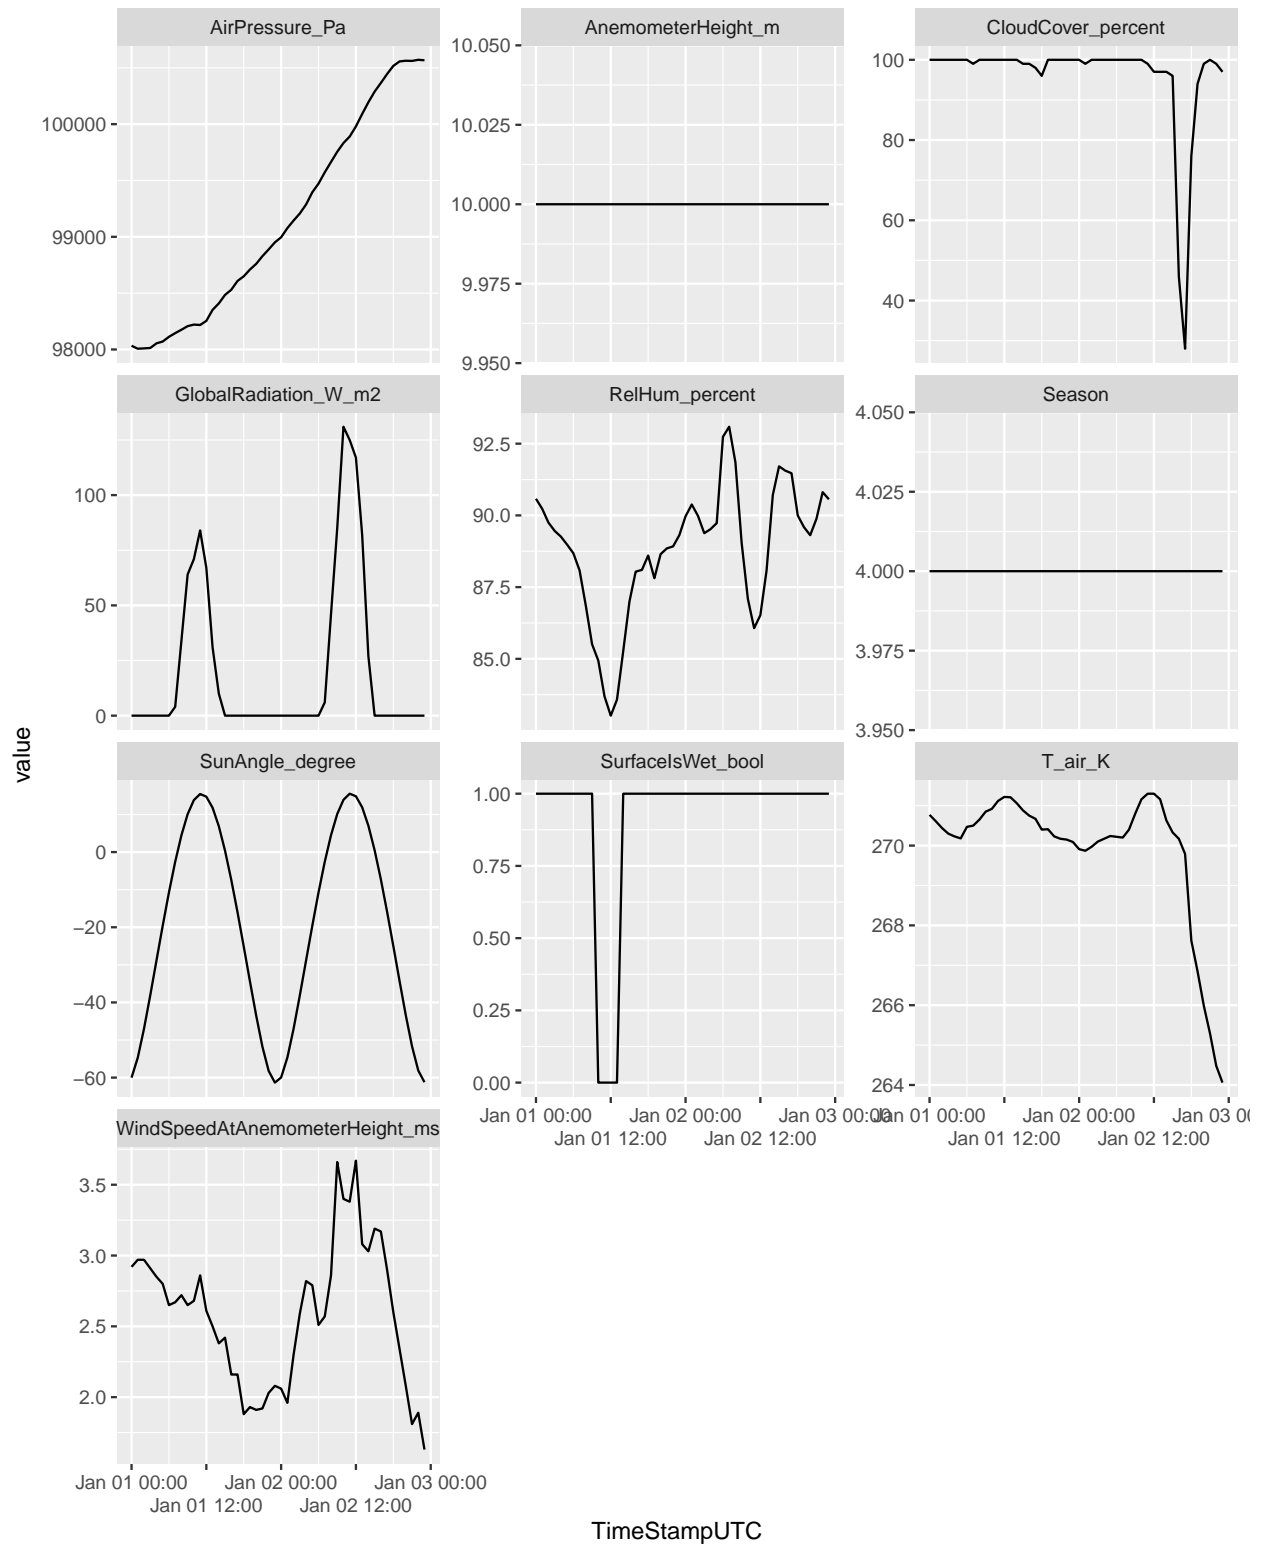 AirPressure_Pa
AnemometerHeight_m
CloudCover_percent
100000
99000
98000
10.050
10.025
10.000
9.975
9.950
100
80
60
40
GlobalRadiation_W_m2
RelHum_percent
Season
100
50
0
92.5
90.0
87.5
85.0
4.050
4.025
4.000
3.975
3.950
value
SunAngle_degree
SurfaceIsWet_bool
T_air_K
0
−20
−40
−60
1.00
0.75
0.50
0.25
0.00
270
268
266
264
Jan 01 00:00 Jan 02 00:00 Jan 03 00:00
Jan 01 12:00 Jan 02 12:00
Jan 01 00:00 Jan 02 00:00 Jan 03 0
Jan 01 12:00 Jan 02 12:00
WindSpeedAtAnemometerHeight_ms
3.5
3.0
2.5
2.0
Jan 01 00:00 Jan 02 00:00 Jan 03 00:00
Jan 01 12:00 Jan 02 12:00
TimeStampUTC